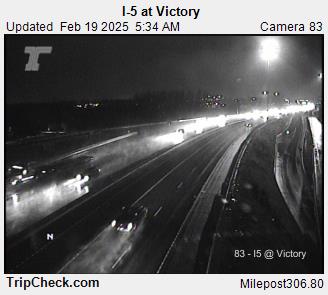 I-5 at Victory
Updated Feb 19 2025 5:34 AM Camera 83
T
N
83 - I5 @ Victory
TripCheck.com Milepost306.80